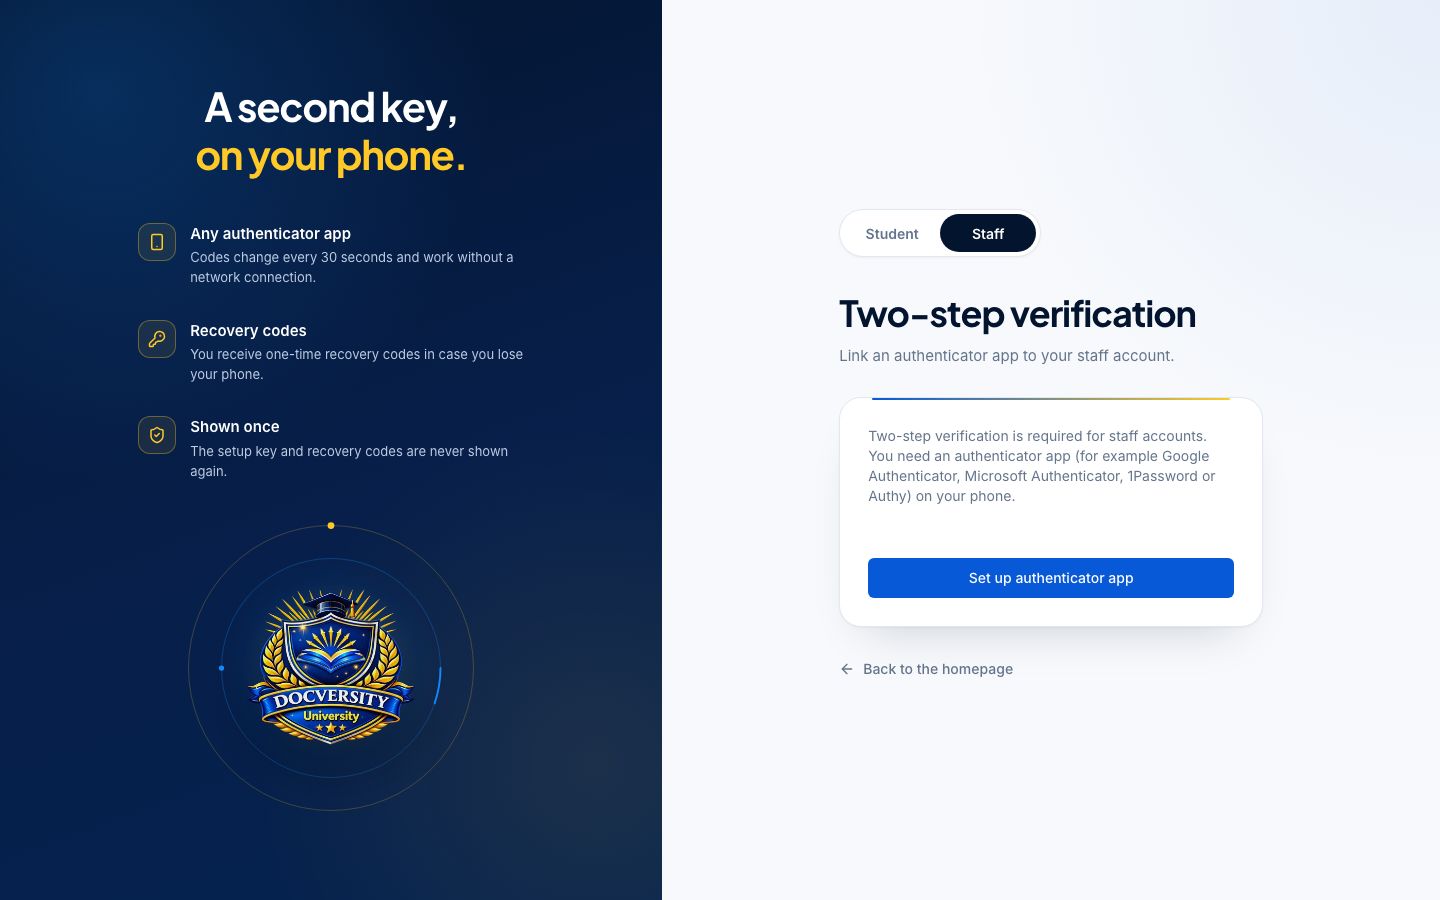 A second key,
on your phone.
Any authenticator app
Codes change every 30 seconds and work without a
network connection.
Recovery codes
You receive one-time recovery codes in case you lose
your phone.
Shown once
The setup key and recovery codes are never shown
again.
DOCVERSITY
University
Student
Staff
Two-step verification
Link an authenticator app to your staff account.
Two-step verification is required for staff accounts.
You need an authenticator app (for example Google
Authenticator, Microsoft Authenticator, 1Password or
Authy) on your phone.
Set up authenticator app
Back to the homepage